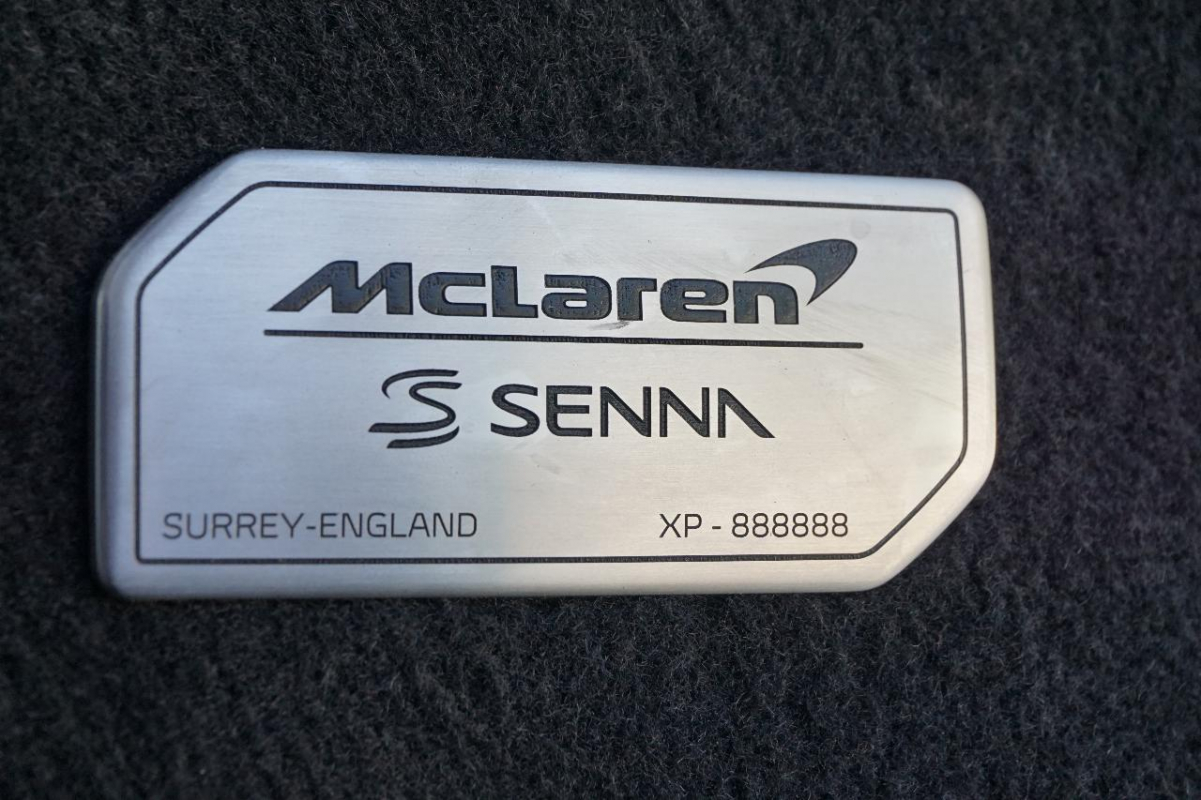 McLaren
SENNA
SURREY-ENGLAND
XP - 888888